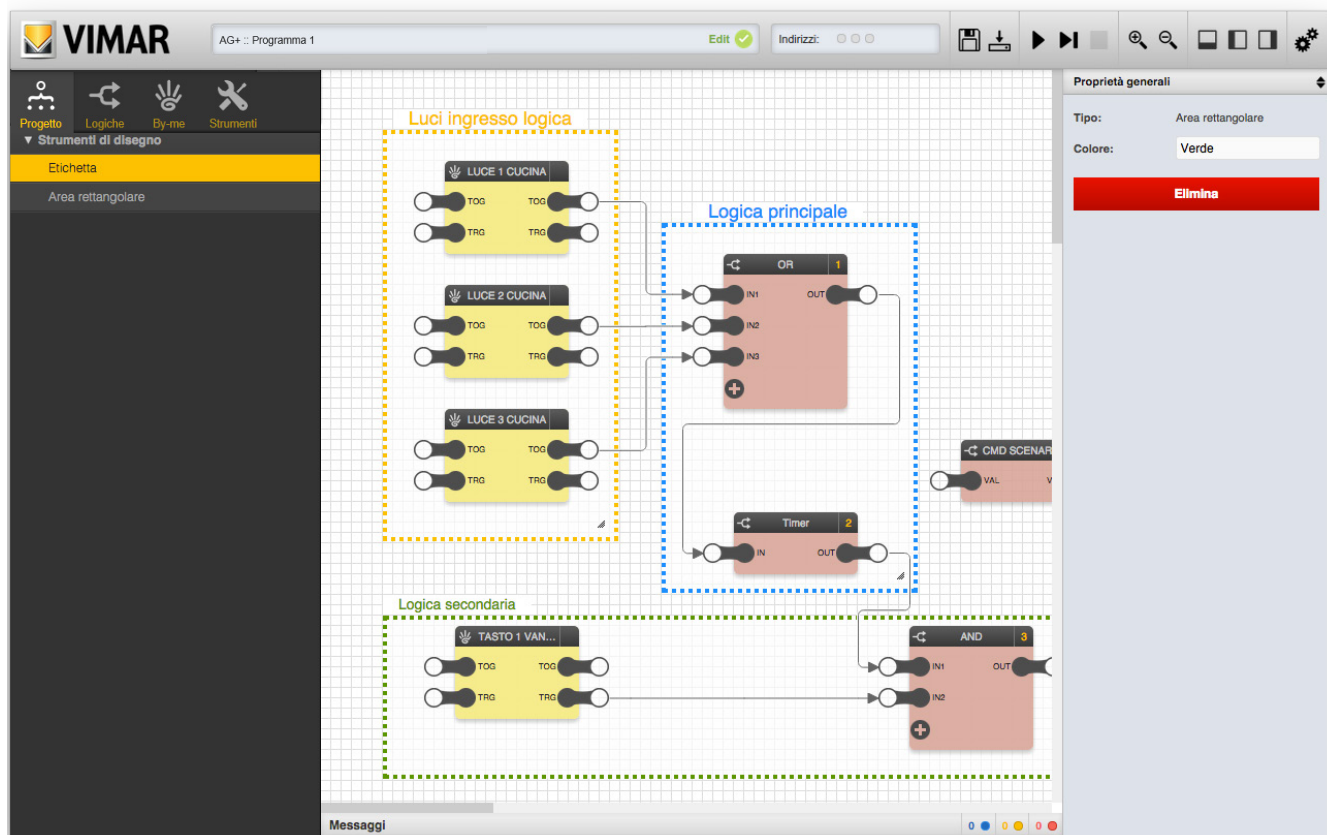 VIMAR
AG+ :: Programma 1
Edit
Indirizzi:
Progetto
Logiche
By-me
Strumenti
▼ Strumenti di disegno
Etichetta
Area rettangolare
Luci ingresso logica
LUCE 1 CUCINA
TOG TOG
TRG TRG
LUCE 2 CUCINA
TOG TOG
TRG TRG
LUCE 3 CUCINA
TOG TOG
TRG TRG
Logica principale
OR 1
IN1 OUT
IN2
IN3
Timer 2
IN OUT
CMD SCENAR
VAL V
Logica secondaria
TASTO 1 VAN...
TOG TOG
TRG TRG
AND 3
IN1 OUT
IN2
Messaggi
0 0 0
Proprietà generali
Tipo: Area rettangolare
Colore: Verde
Elimina